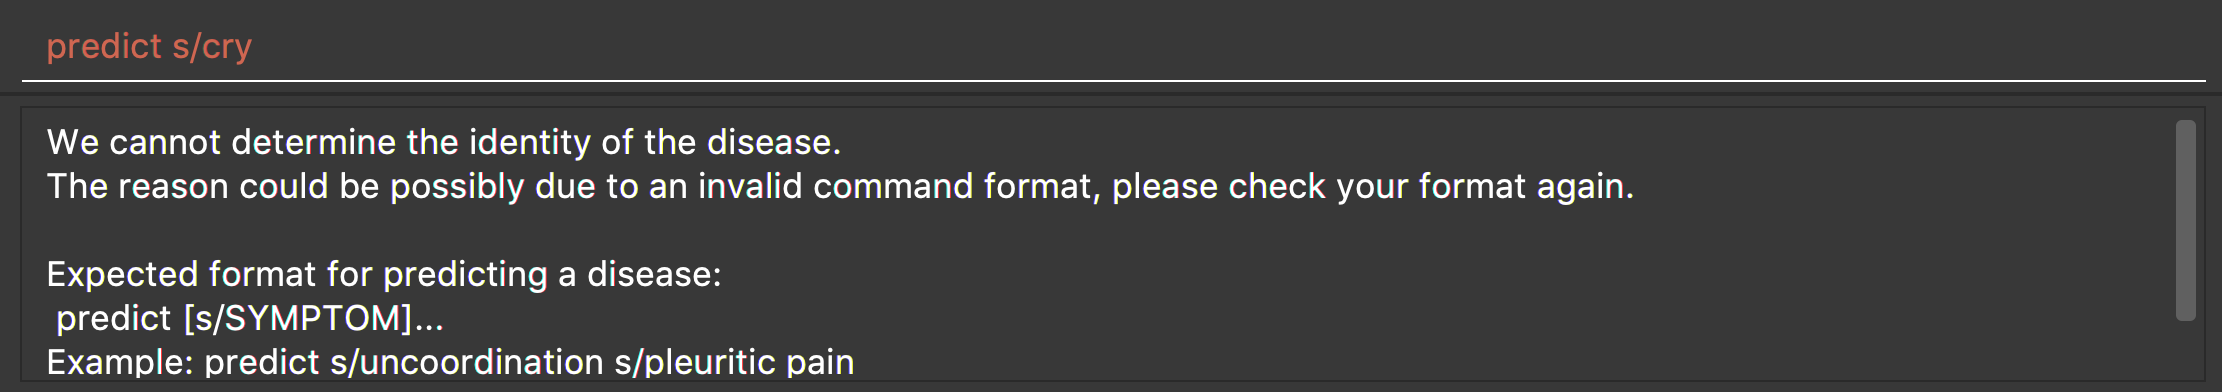 predict s/cry
We cannot determine the identity of the disease.
The reason could be possibly due to an invalid command format, please check your format again.
Expected format for predicting a disease:
predict [s/SYMPTOM]...
Example: predict s/uncoordination s/pleuritic pain